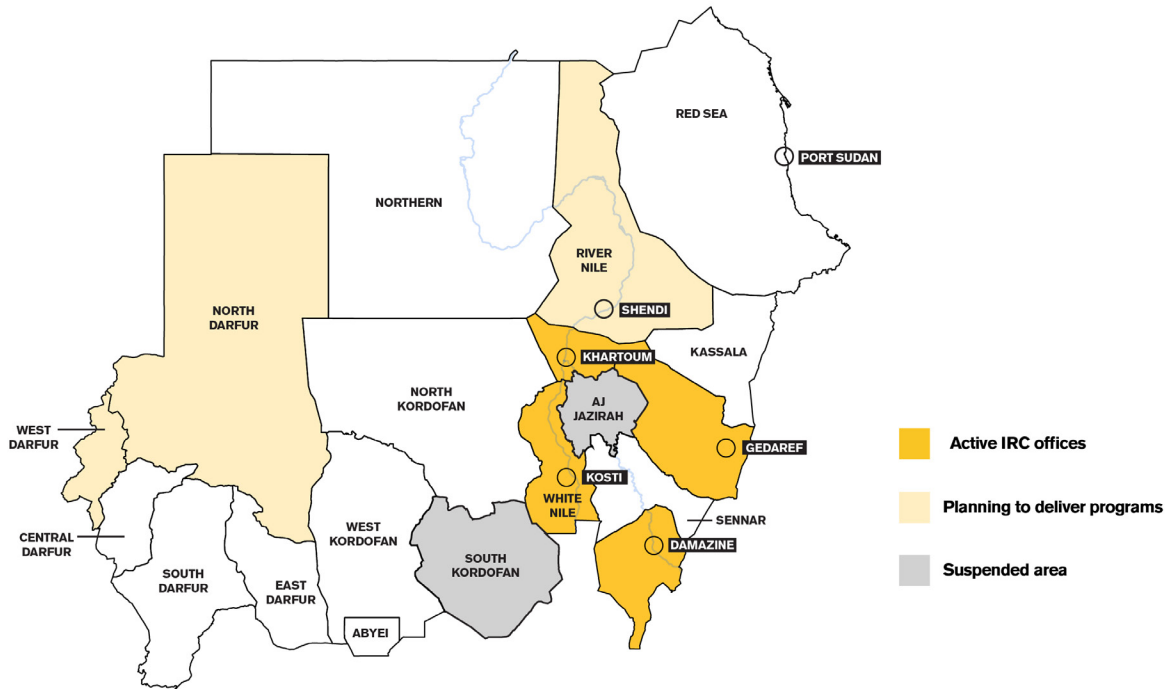 RED SEA
PORT SUDAN
NORTHERN
RIVER
NILE
NORTH
DARFUR
SHENDI
KHARTOUM
KASSALA
NORTH
KORDOFAN
AJ
JAZIRAH
WEST
DARFUR
Active IRC offices
GEDAREF
KOSTI
WHITE
NILE
Planning to deliver programs
SENNAR
WEST
KORDOFAN
CENTRAL
DARFUR
DAMAZINE
SOUTH
KORDOFAN
Suspended area
SOUTH
DARFUR
EAST
DARFUR
ABYEI